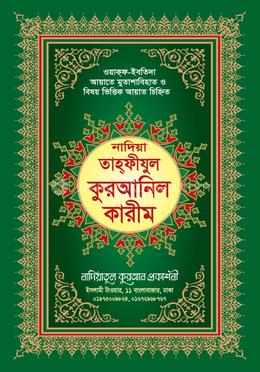 ওয়াকফ-ইবতিদা
আয়াতে মুতাশাবিহাত ও
বিষয় ভিত্তিক আয়াত চিহ্নিত
নাদিয়া
তাহ্ফীযুল
কুরআনিল
কারীম
নাদিয়াতুল কুরআন প্রকাশনী
ইসলামী টাওয়ার, ১১ বাংলাবাজার, ঢাকা